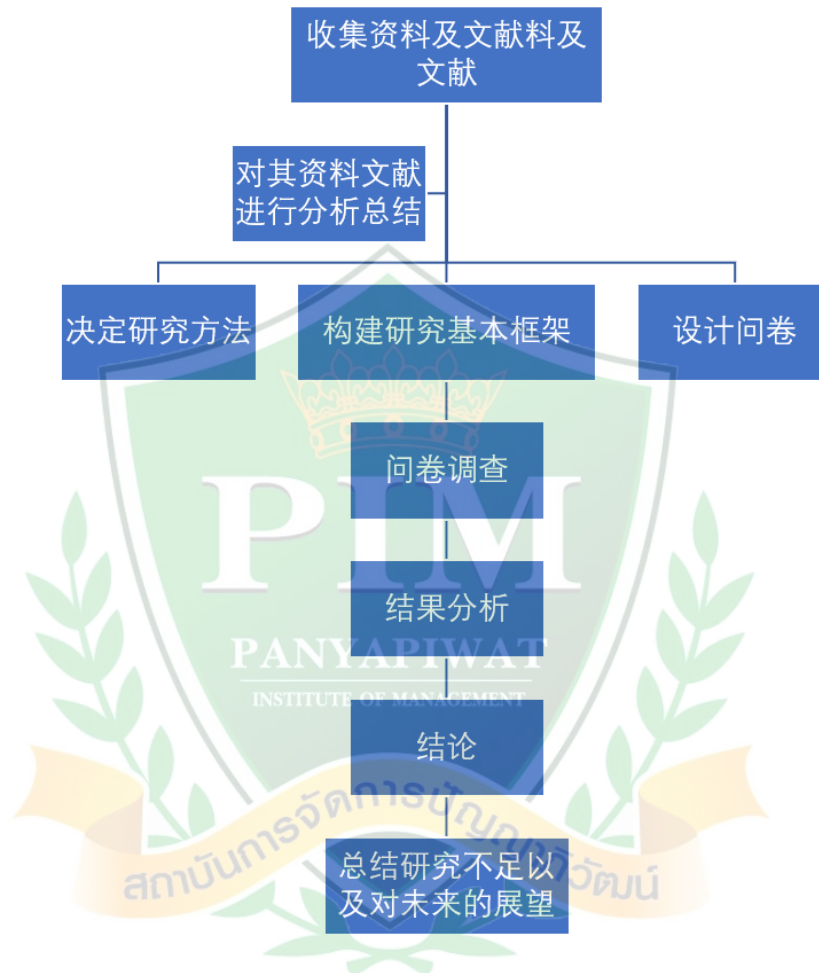 收集资料及文献料及
文献
对其资料文献
进行分析总结
决定研究方法
构建研究基本框架
设计问卷
问卷调查
PIM
结果分析
PANYAPIWAT
INSTITUTE OF MANAGEMENT
结论
สถาบันการจัดการปัญญาภิวัฒน์
总结研究不足以
及对未来的展望